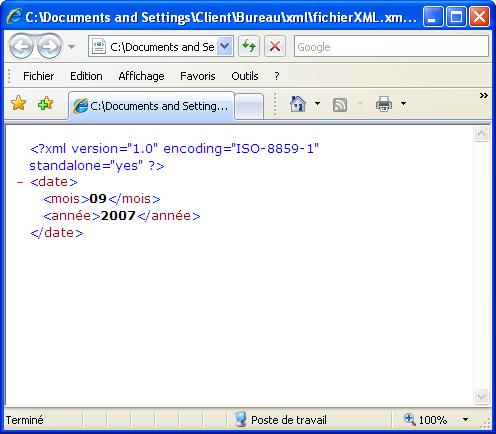 C:\Documents and Settings\Client\Bureau\xml\fichierXML.xm...
C:\Documents and Se
Google
Fichier Edition Affichage Favoris Outils ?
C:\Documents and Setting...
»
<?xml version="1.0" encoding="ISO-8859-1"
standalone="yes" ?>
- <date>
<mois>09</mois>
<année>2007</année>
</date>
Terminé
Poste de travail
100%